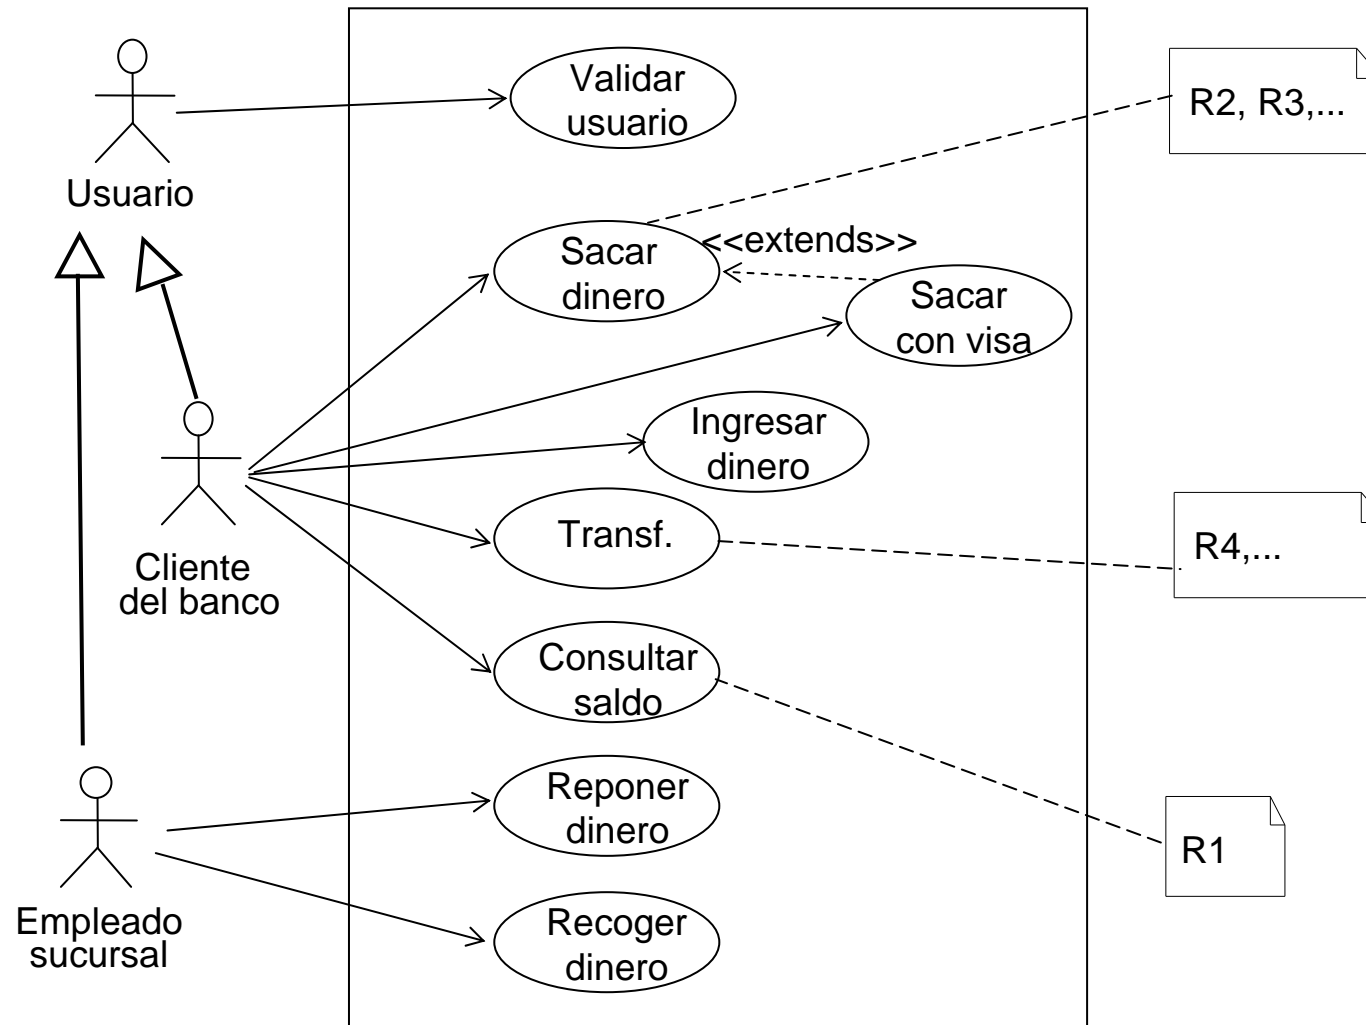 Validar
usuario
R2, R3,...
Usuario
Sacar
dinero
<<extends>>
Sacar
con visa
Ingresar
dinero
Cliente
del banco
Transf.
R4,...
Consultar
saldo
Reponer
dinero
R1
Empleado
sucursal
Recoger
dinero